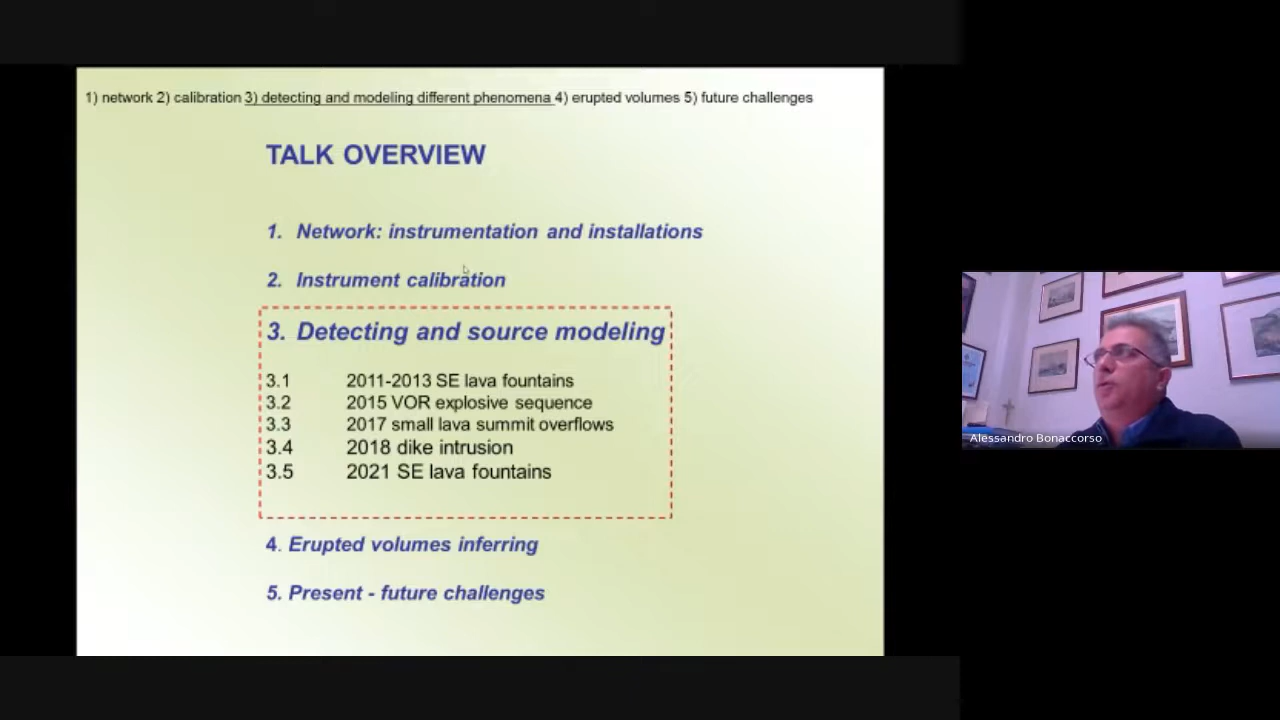 1) network 2) calibration 3) detecting and modeling different phenomena 4) erupted volumes 5) future challenges
TALK OVERVIEW
1. Network: instrumentation and installations
2. Instrument calibration
3. Detecting and source modeling
3.1 2011-2013 SE lava fountains
3.2 2015 VOR explosive sequence
3.3 2017 small lava summit overflows
3.4 2018 dike intrusion
3.5 2021 SE lava fountains
4. Erupted volumes inferring
5. Present - future challenges
Alessandro Bonaccorso